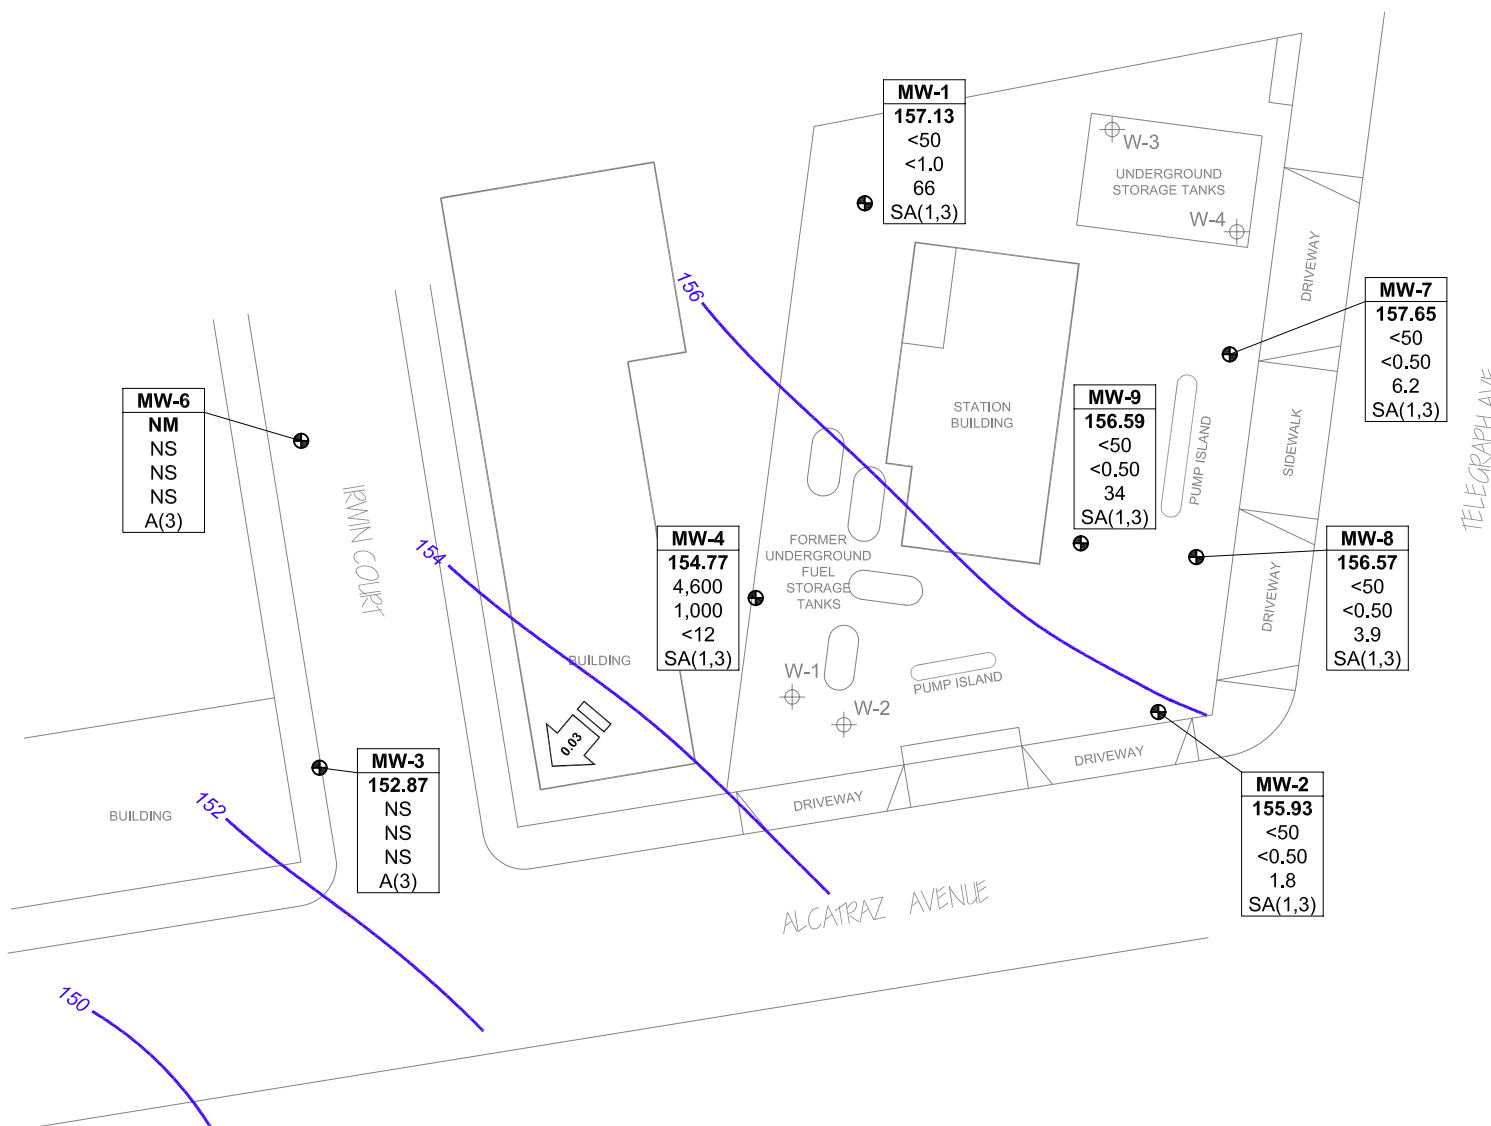 MW-1
157.13
<50
<1.0
66
SA(1,3)
W-3
UNDERGROUND
STORAGE TANKS
W-4
DRIVEWAY
156
MW-7
157.65
<50
<0.50
6.2
SA(1,3)
TELEGRAPH AVE
MW-6
NM
NS
NS
NS
A(3)
STATION
BUILDING
MW-9
156.59
<50
<0.50
34
SA(1,3)
PUMP ISLAND
SIDEWALK
IRWIN COURT
154
MW-4
154.77
4,600
1,000
<12
SA(1,3)
FORMER
UNDERGROUND
FUEL
STORAGE
TANKS
MW-8
156.57
<50
<0.50
3.9
SA(1,3)
DRIVEWAY
BUILDING
W-1
W-2
PUMP ISLAND
0.03
DRIVEWAY
DRIVEWAY
MW-3
152.87
NS
NS
NS
A(3)
152
BUILDING
MW-2
155.93
<50
<0.50
1.8
SA(1,3)
ALCATRAZ AVENUE
150